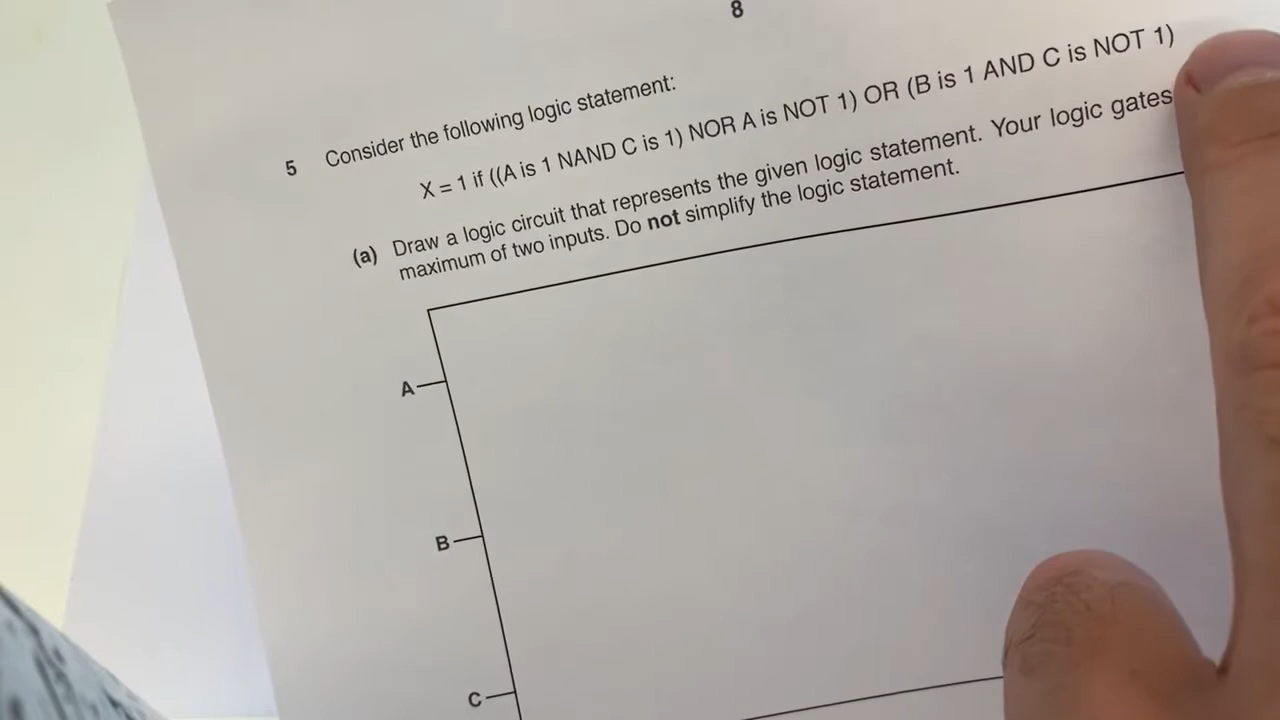 8
5 Consider the following logic statement:
X = 1 if ((A is 1 NAND C is 1) NOR A is NOT 1) OR (B is 1 AND C is NOT 1)
(a) Draw a logic circuit that represents the given logic statement. Your logic gates
maximum of two inputs. Do not simplify the logic statement.
A
B
C